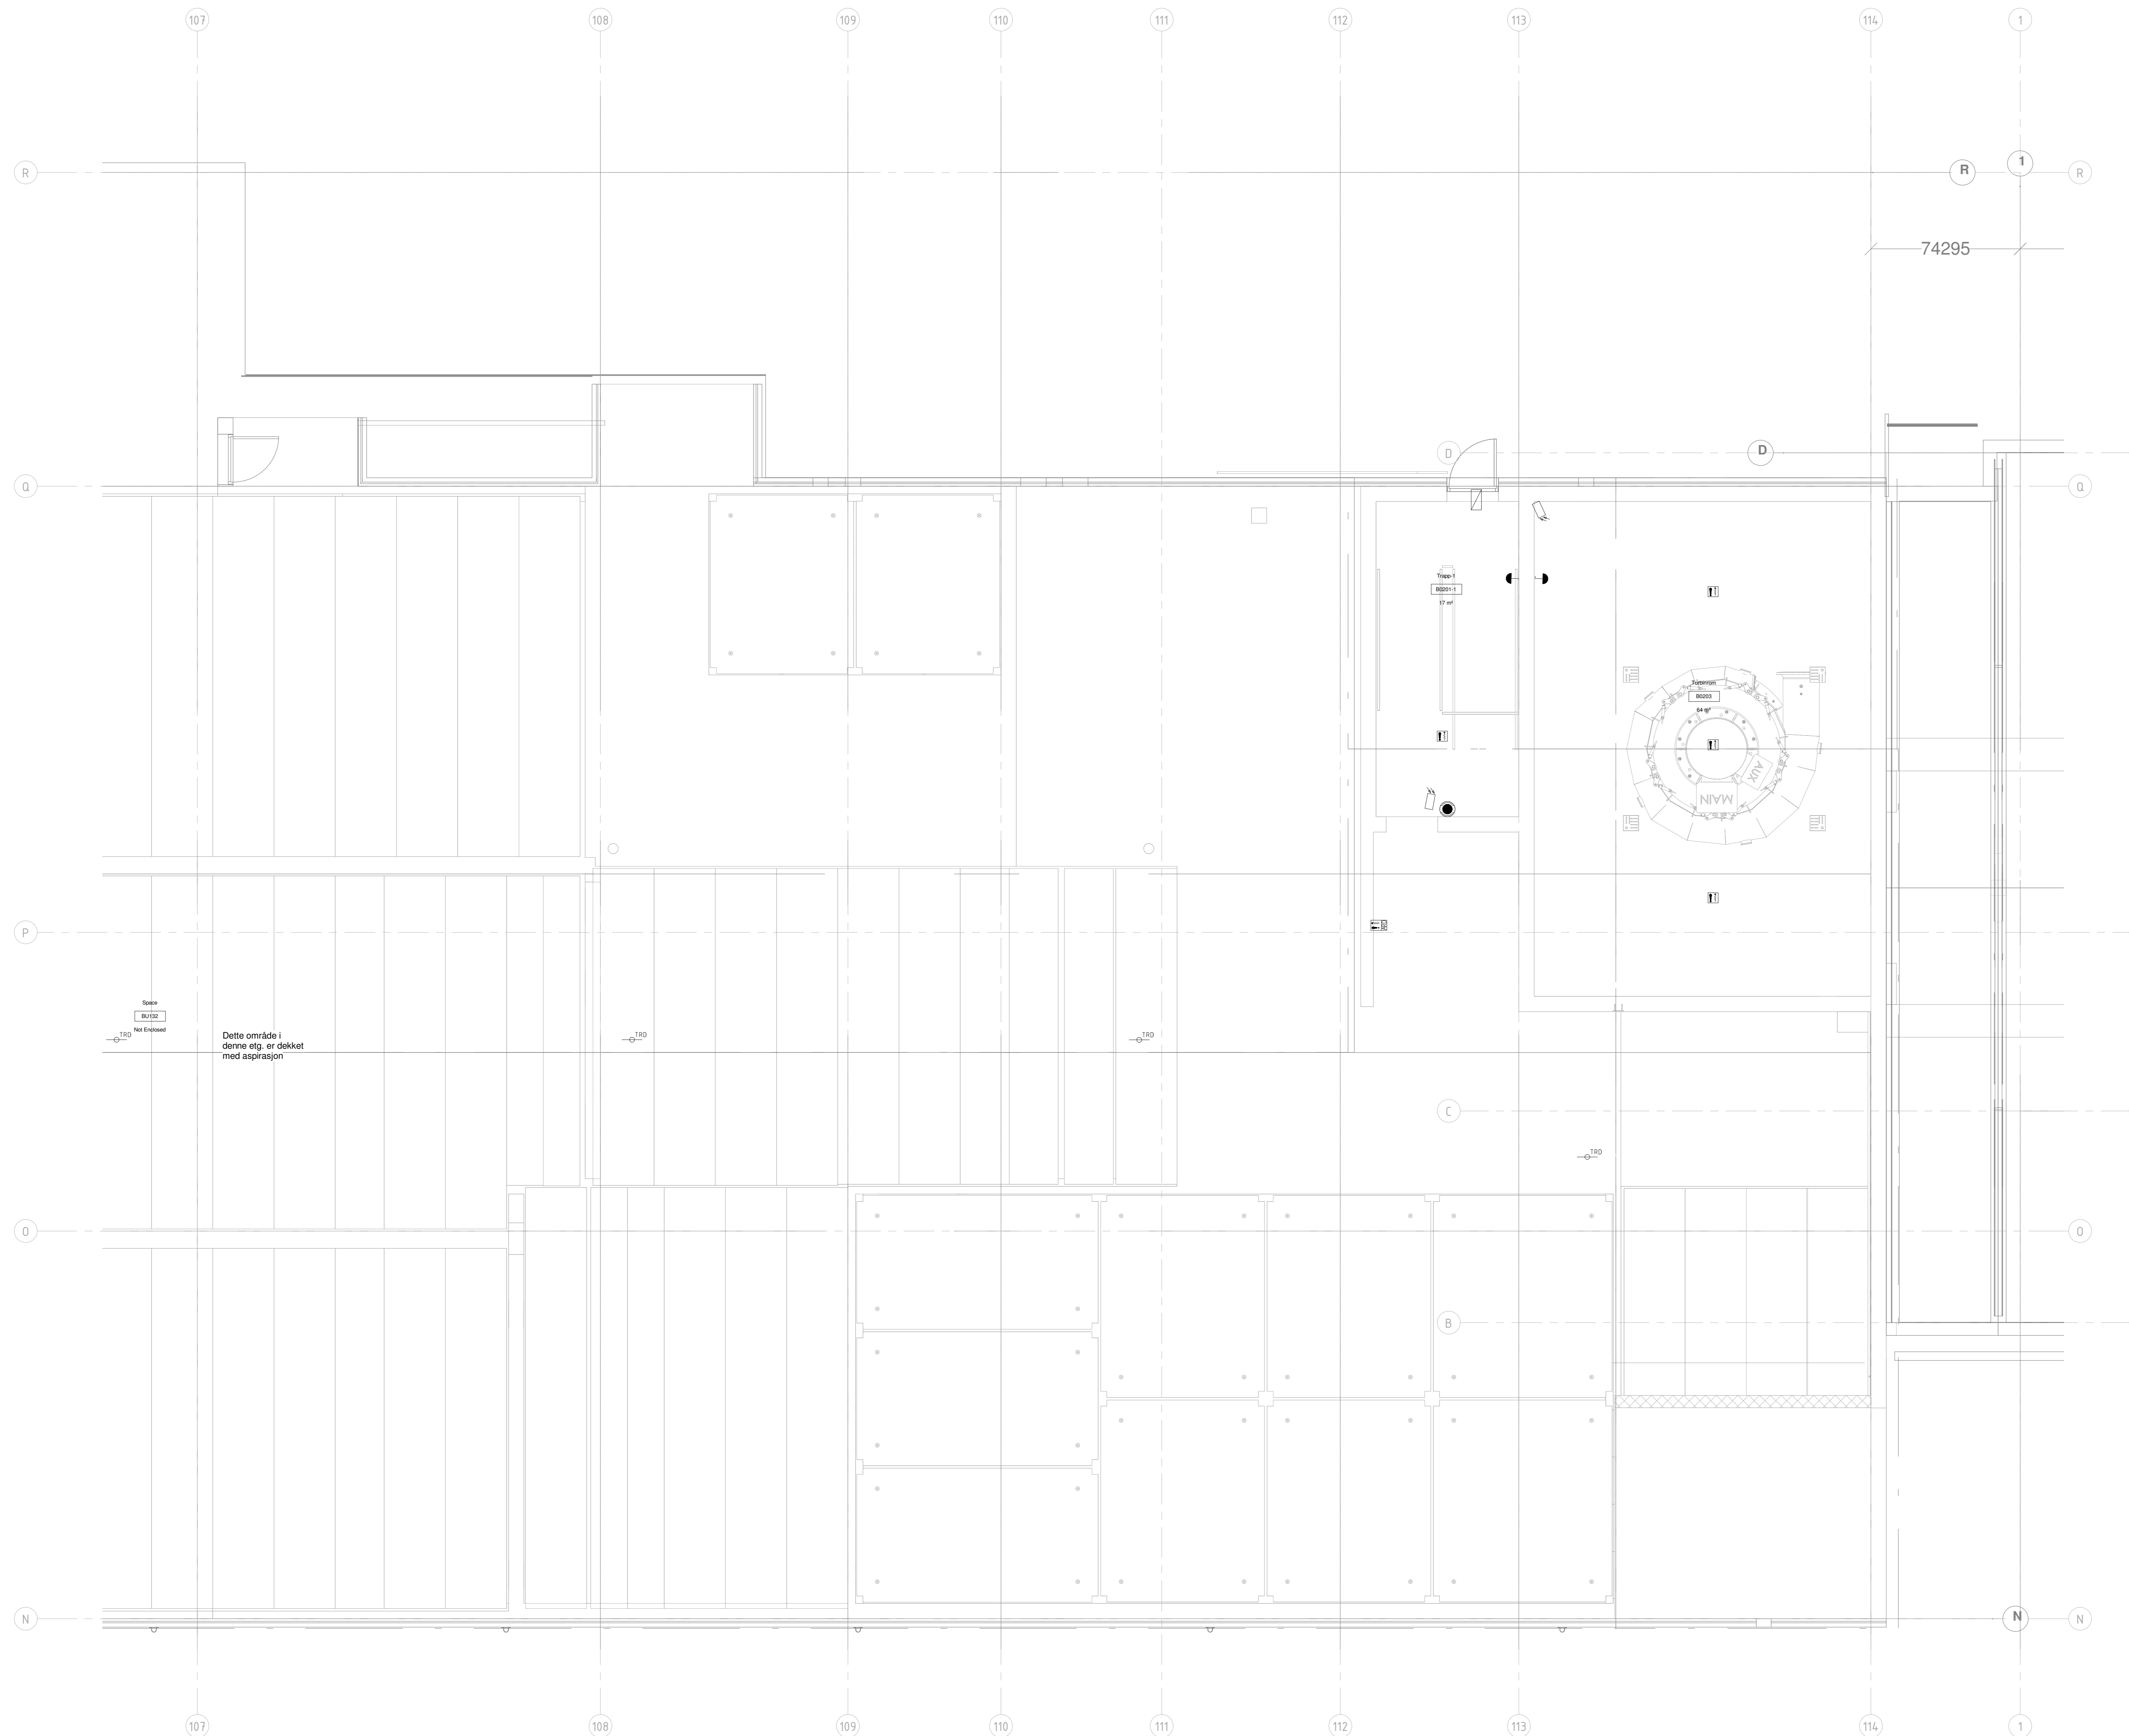 107
108
109
110
111
112
113
114
1
R
R
1
R
74295
D
D
Q
Q
Trapp-1
B0201-1
17 m²
Turbinrom
B0203
64 m²
AUX
MAIN
P
Space
BU132
Not Enclosed
TRD
Dette område i
denne etg. er dekket
med aspirasjon
TRD
TRD
C
TRD
O
O
B
N
N
N
107
108
109
110
111
112
113
114
1